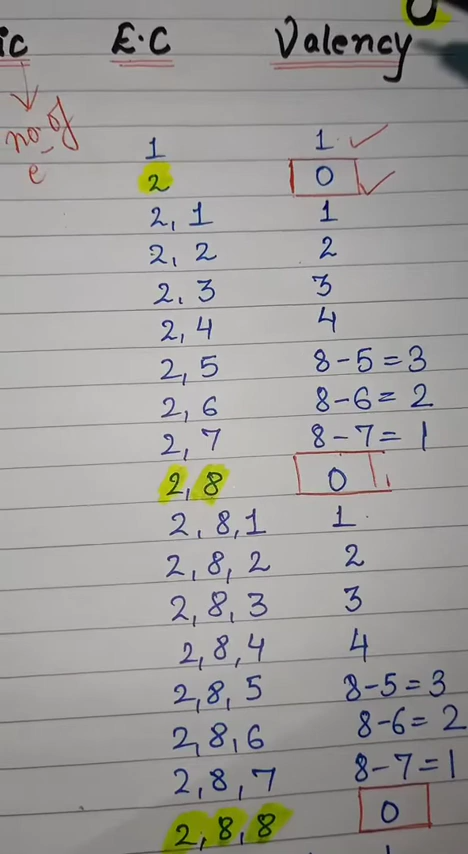 ic E.C Valency
no. of
e
1 1
2 0
2, 1 1
2, 2 2
2, 3 3
2, 4 4
2, 5 8-5=3
2, 6 8-6=2
2, 7 8-7=1
2, 8 0
2, 8, 1 1
2, 8, 2 2
2, 8, 3 3
2, 8, 4 4
2, 8, 5 8-5=3
2, 8, 6 8-6=2
2, 8, 7 8-7=1
2, 8, 8 0